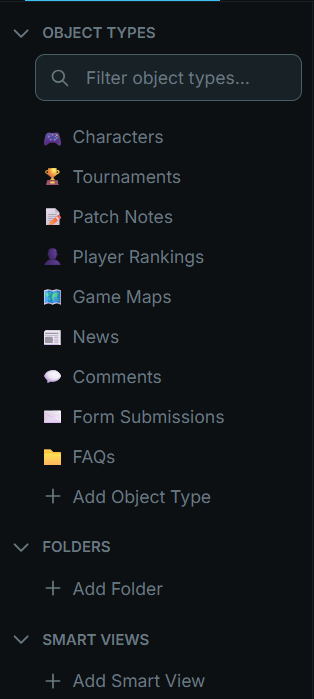 OBJECT TYPES
Filter object types...
Characters
Tournaments
Patch Notes
Player Rankings
Game Maps
News
Comments
Form Submissions
FAQs
Add Object Type
FOLDERS
Add Folder
SMART VIEWS
Add Smart View